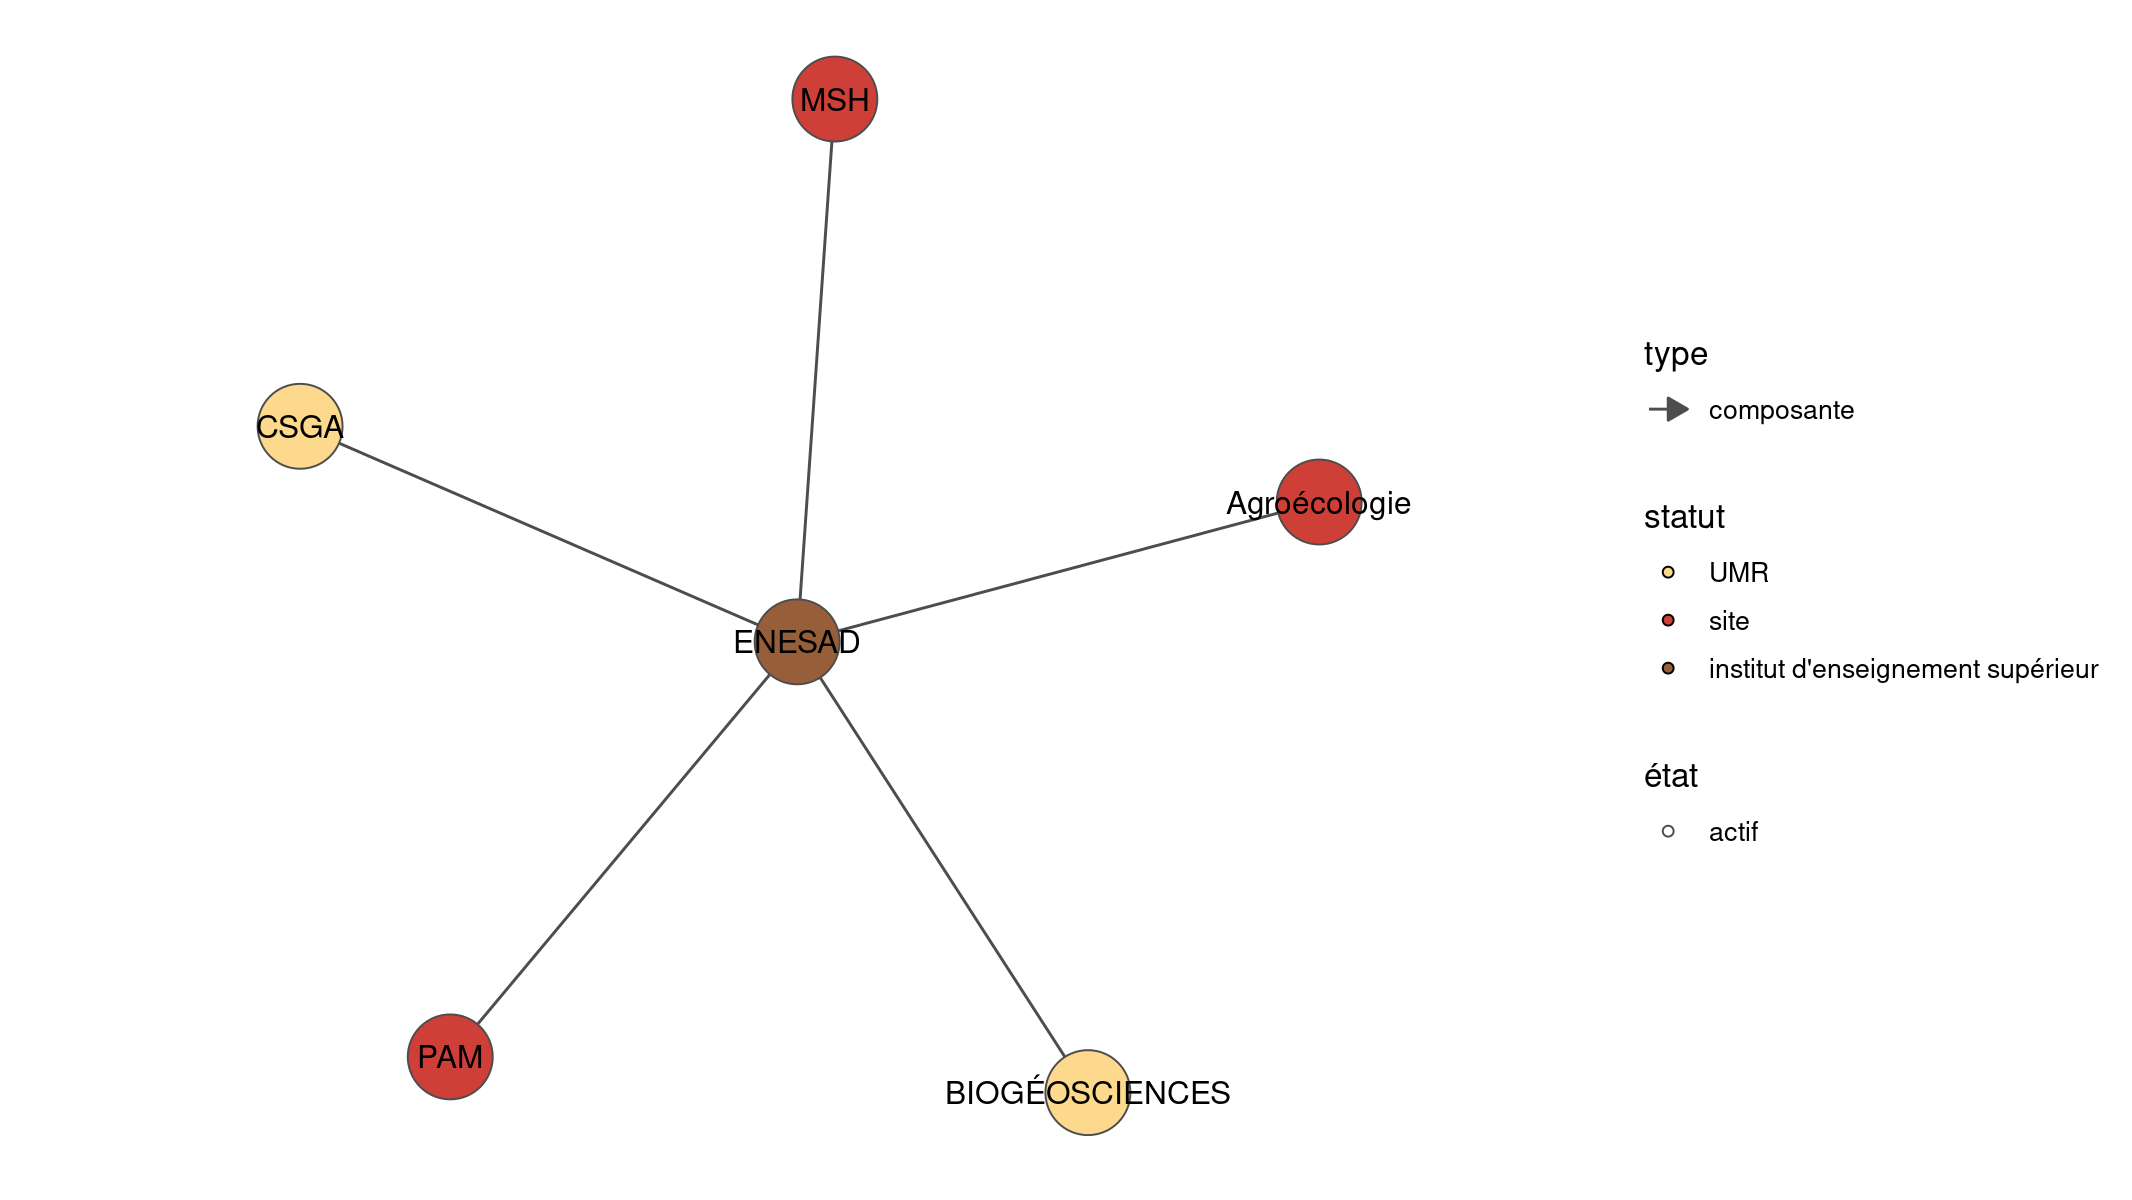 MSH
CSGA
Agroécologie
ENESAD
PAM
BIOGÉOSCIENCES
type
composante
statut
UMR
site
institut d'enseignement supérieur
état
actif